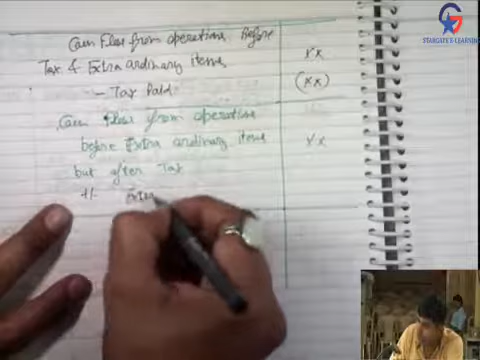 Cash Flow from operations Before
Tax & Extra ordinary items xx
- Tax Paid (xx)
Cash Flow from operations
before Extra ordinary items xx
but after Tax
+/- Extra
STARGATE E-LEARNING